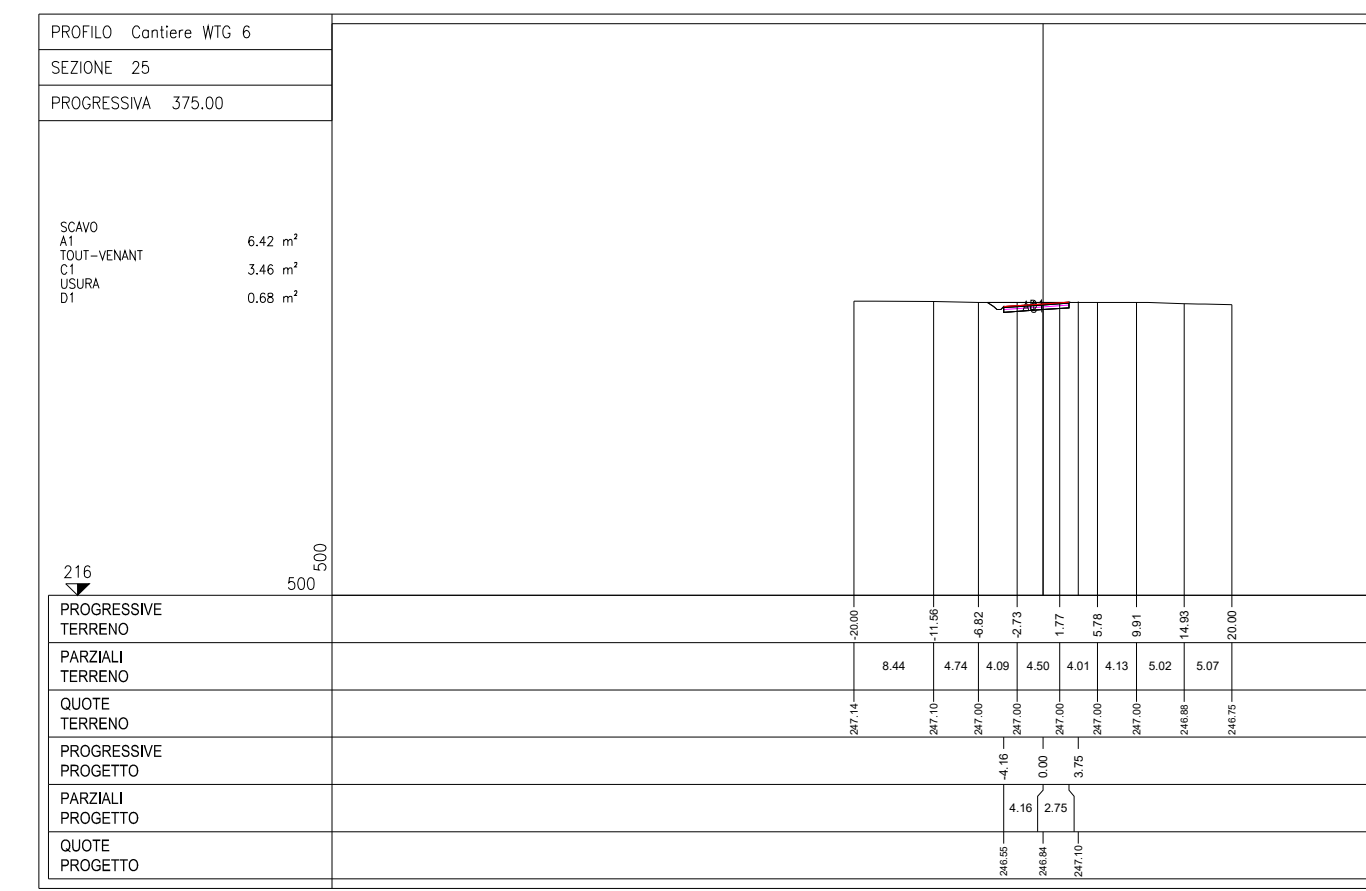 PROFILO Cantiere WTG 6
SEZIONE 25
PROGRESSIVA 375.00
SCAVO
A1 6.42 m²
TOUT-VENANT
C1 3.46 m²
USURA
D1 0.68 m²
216
500
500
PROGRESSIVE
TERRENO
-20.00 -11.56 -6.82 -2.73 1.77 5.78 9.91 14.93 20.00
PARZIALI
TERRENO
8.44 4.74 4.09 4.50 4.01 4.13 5.02 5.07
QUOTE
TERRENO
247.14 247.10 247.00 247.00 247.00 247.00 247.00 246.88 246.75
PROGRESSIVE
PROGETTO
-4.16 0.00 3.75
PARZIALI
PROGETTO
4.16 2.75
QUOTE
PROGETTO
246.55 246.84 247.10